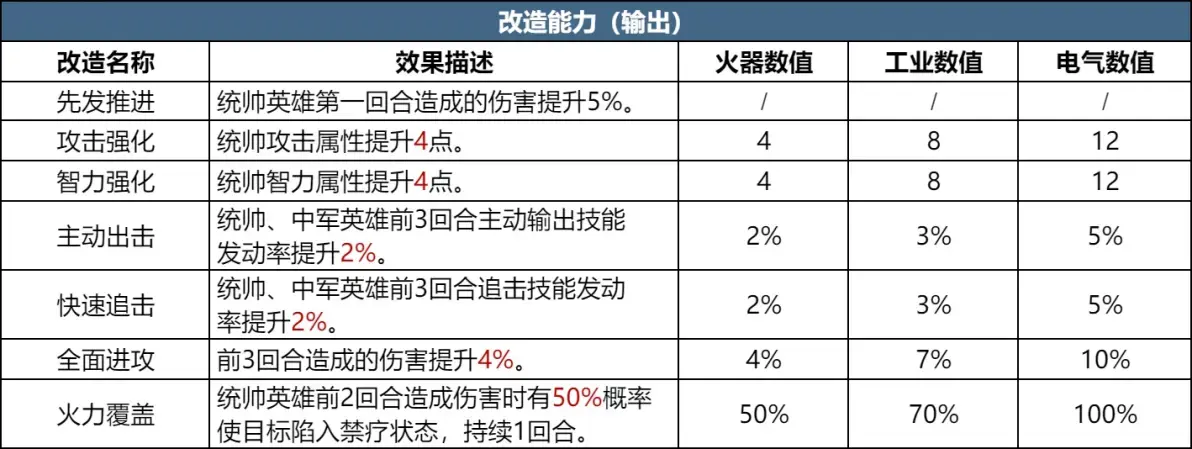 改造能力（输出）
改造名称 效果描述 火器数值 工业数值 电气数值
先发推进 统帅英雄第一回合造成的伤害提升5%。 / / /
攻击强化 统帅攻击属性提升4点。 4 8 12
智力强化 统帅智力属性提升4点。 4 8 12
主动出击 统帅、中军英雄前3回合主动输出技能
发动率提升2%。 2% 3% 5%
快速追击 统帅、中军英雄前3回合追击技能发动
率提升2%。 2% 3% 5%
全面进攻 前3回合造成的伤害提升4%。 4% 7% 10%
火力覆盖 统帅英雄前2回合造成伤害时有50%概率
使目标陷入禁疗状态，持续1回合。 50% 70% 100%